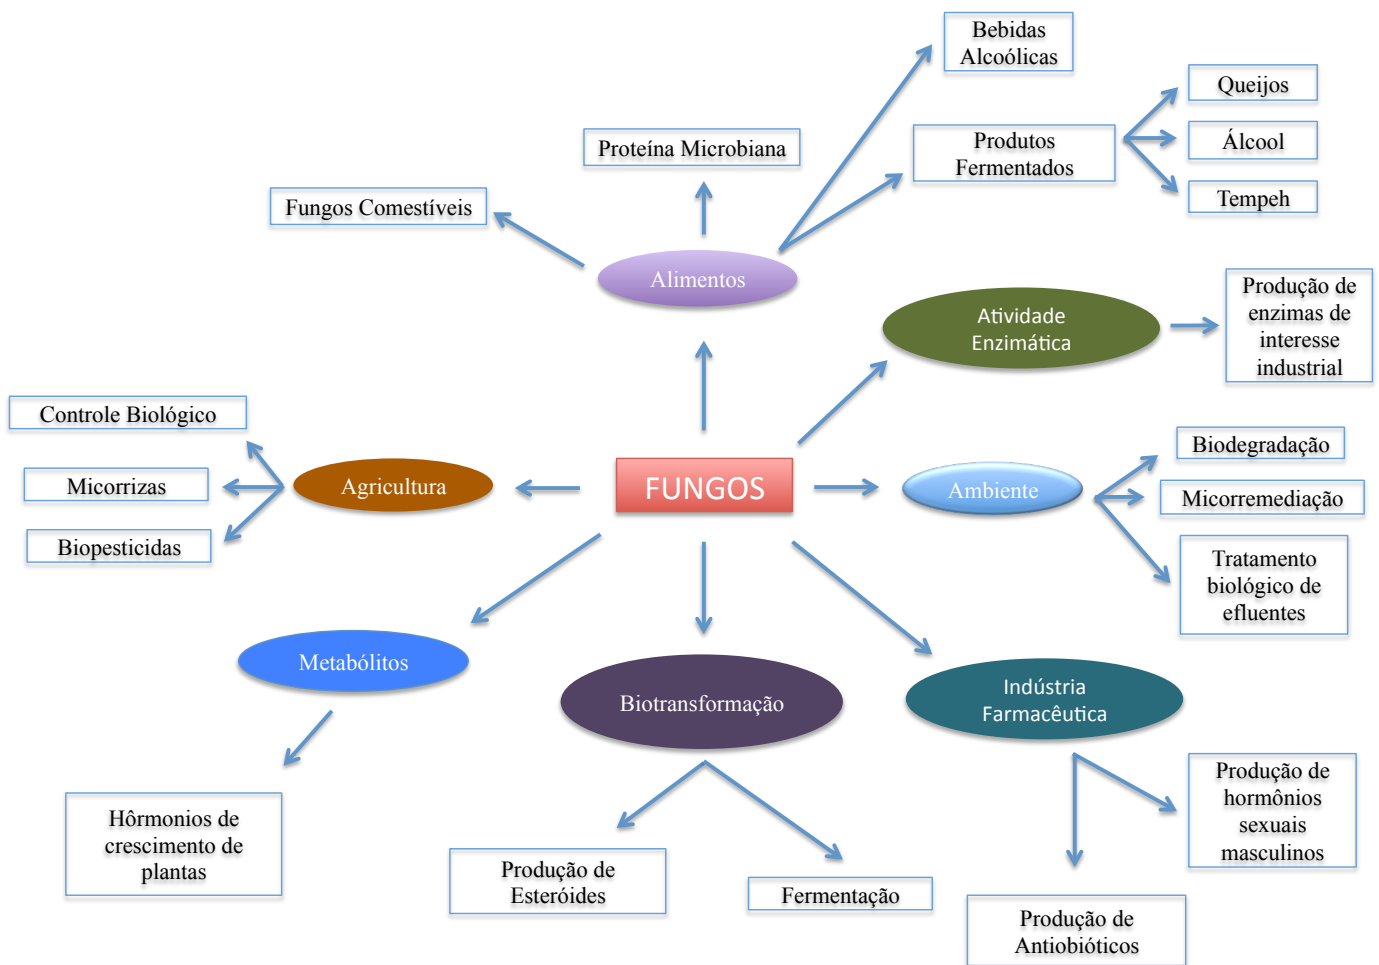 Bebidas
Alcoólicas
Queijos
Proteína Microbiana
Produtos
Fermentados
Álcool
Fungos Comestíveis
Tempeh
Alimentos
Atividade
Enzimática
Produção de
enzimas de
interesse
industrial
Controle Biológico
Micorrizas
Biopesticidas
Agricultura
FUNGOS
Ambiente
Biodegradação
Micorremediação
Tratamento
biológico de
efluentes
Metabólitos
Biotransformação
Indústria
Farmacêutica
Hôrmonios de
crescimento de
plantas
Produção de
Esteróides
Fermentação
Produção de
hormônios
sexuais
masculinos
Produção de
Antiobióticos